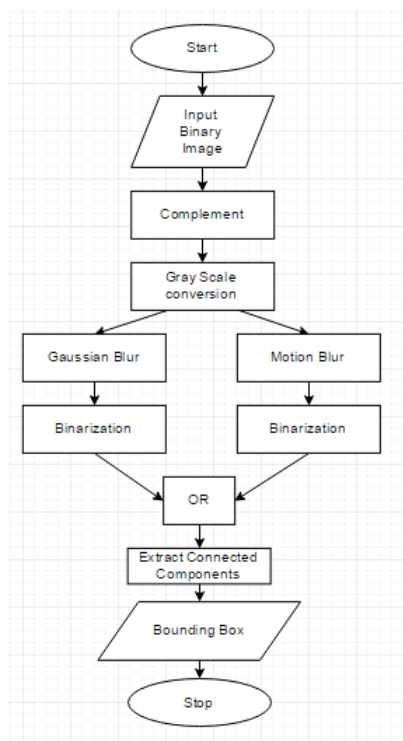 Start
Input
Binary
Image
Complement
Gray Scale
conversion
Gaussian Blur
Motion Blur
Binarization
Binarization
OR
Extract Connected
Components
Bounding Box
Stop